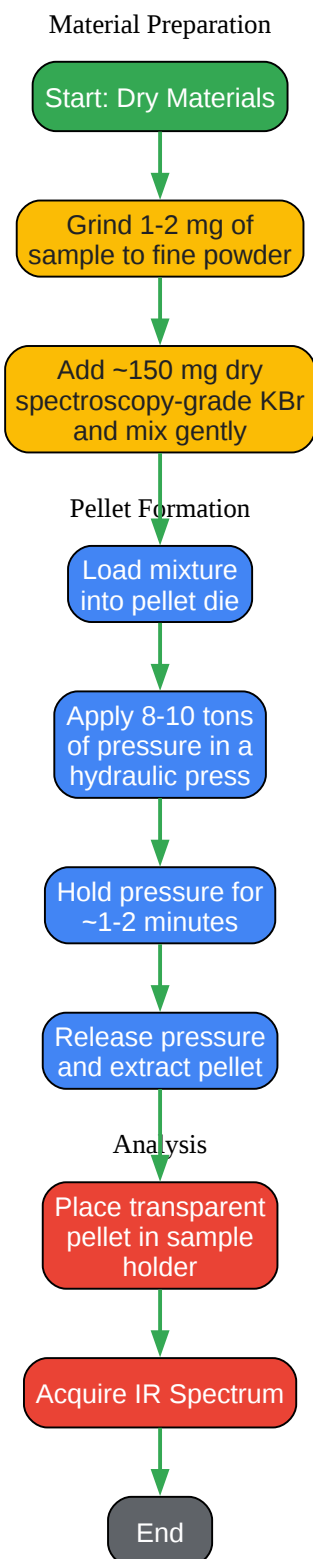 Material Preparation
Start: Dry Materials
Grind 1-2 mg of
sample to fine powder
Add ~150 mg dry
spectroscopy-grade KBr
and mix gently
Pellet Formation
Load mixture
into pellet die
Apply 8-10 tons
of pressure in a
hydraulic press
Hold pressure for
~1-2 minutes
Release pressure
and extract pellet
Analysis
Place transparent
pellet in sample
holder
Acquire IR Spectrum
End